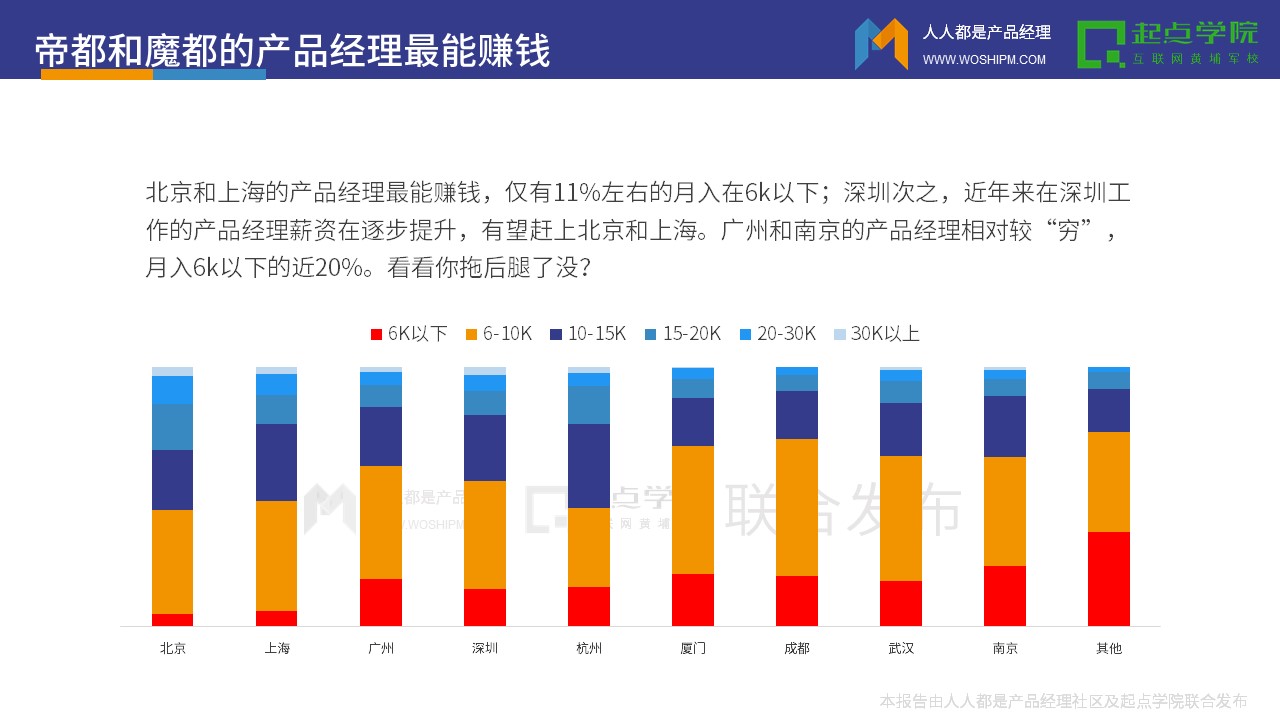 帝都和魔都的产品经理最能赚钱
人人都是产品经理
WWW.WOSHIPM.COM
起点学院
互联网黄埔军校
北京和上海的产品经理最能赚钱，仅有11%左右的月入在6k以下；深圳次之，近年来在深圳工
作的产品经理薪资在逐步提升，有望赶上北京和上海。广州和南京的产品经理相对较“穷”，
月入6k以下的近20%。看看你拖后腿了没？
6K以下 6-10K 10-15K 15-20K 20-30K 30K以上
都是产品
W.WOSHIPM
点学
网黄埔
联合发布
北京 上海 广州 深圳 杭州 厦门 成都 武汉 南京 其他
本报告由人人都是产品经理社区及起点学院联合发布